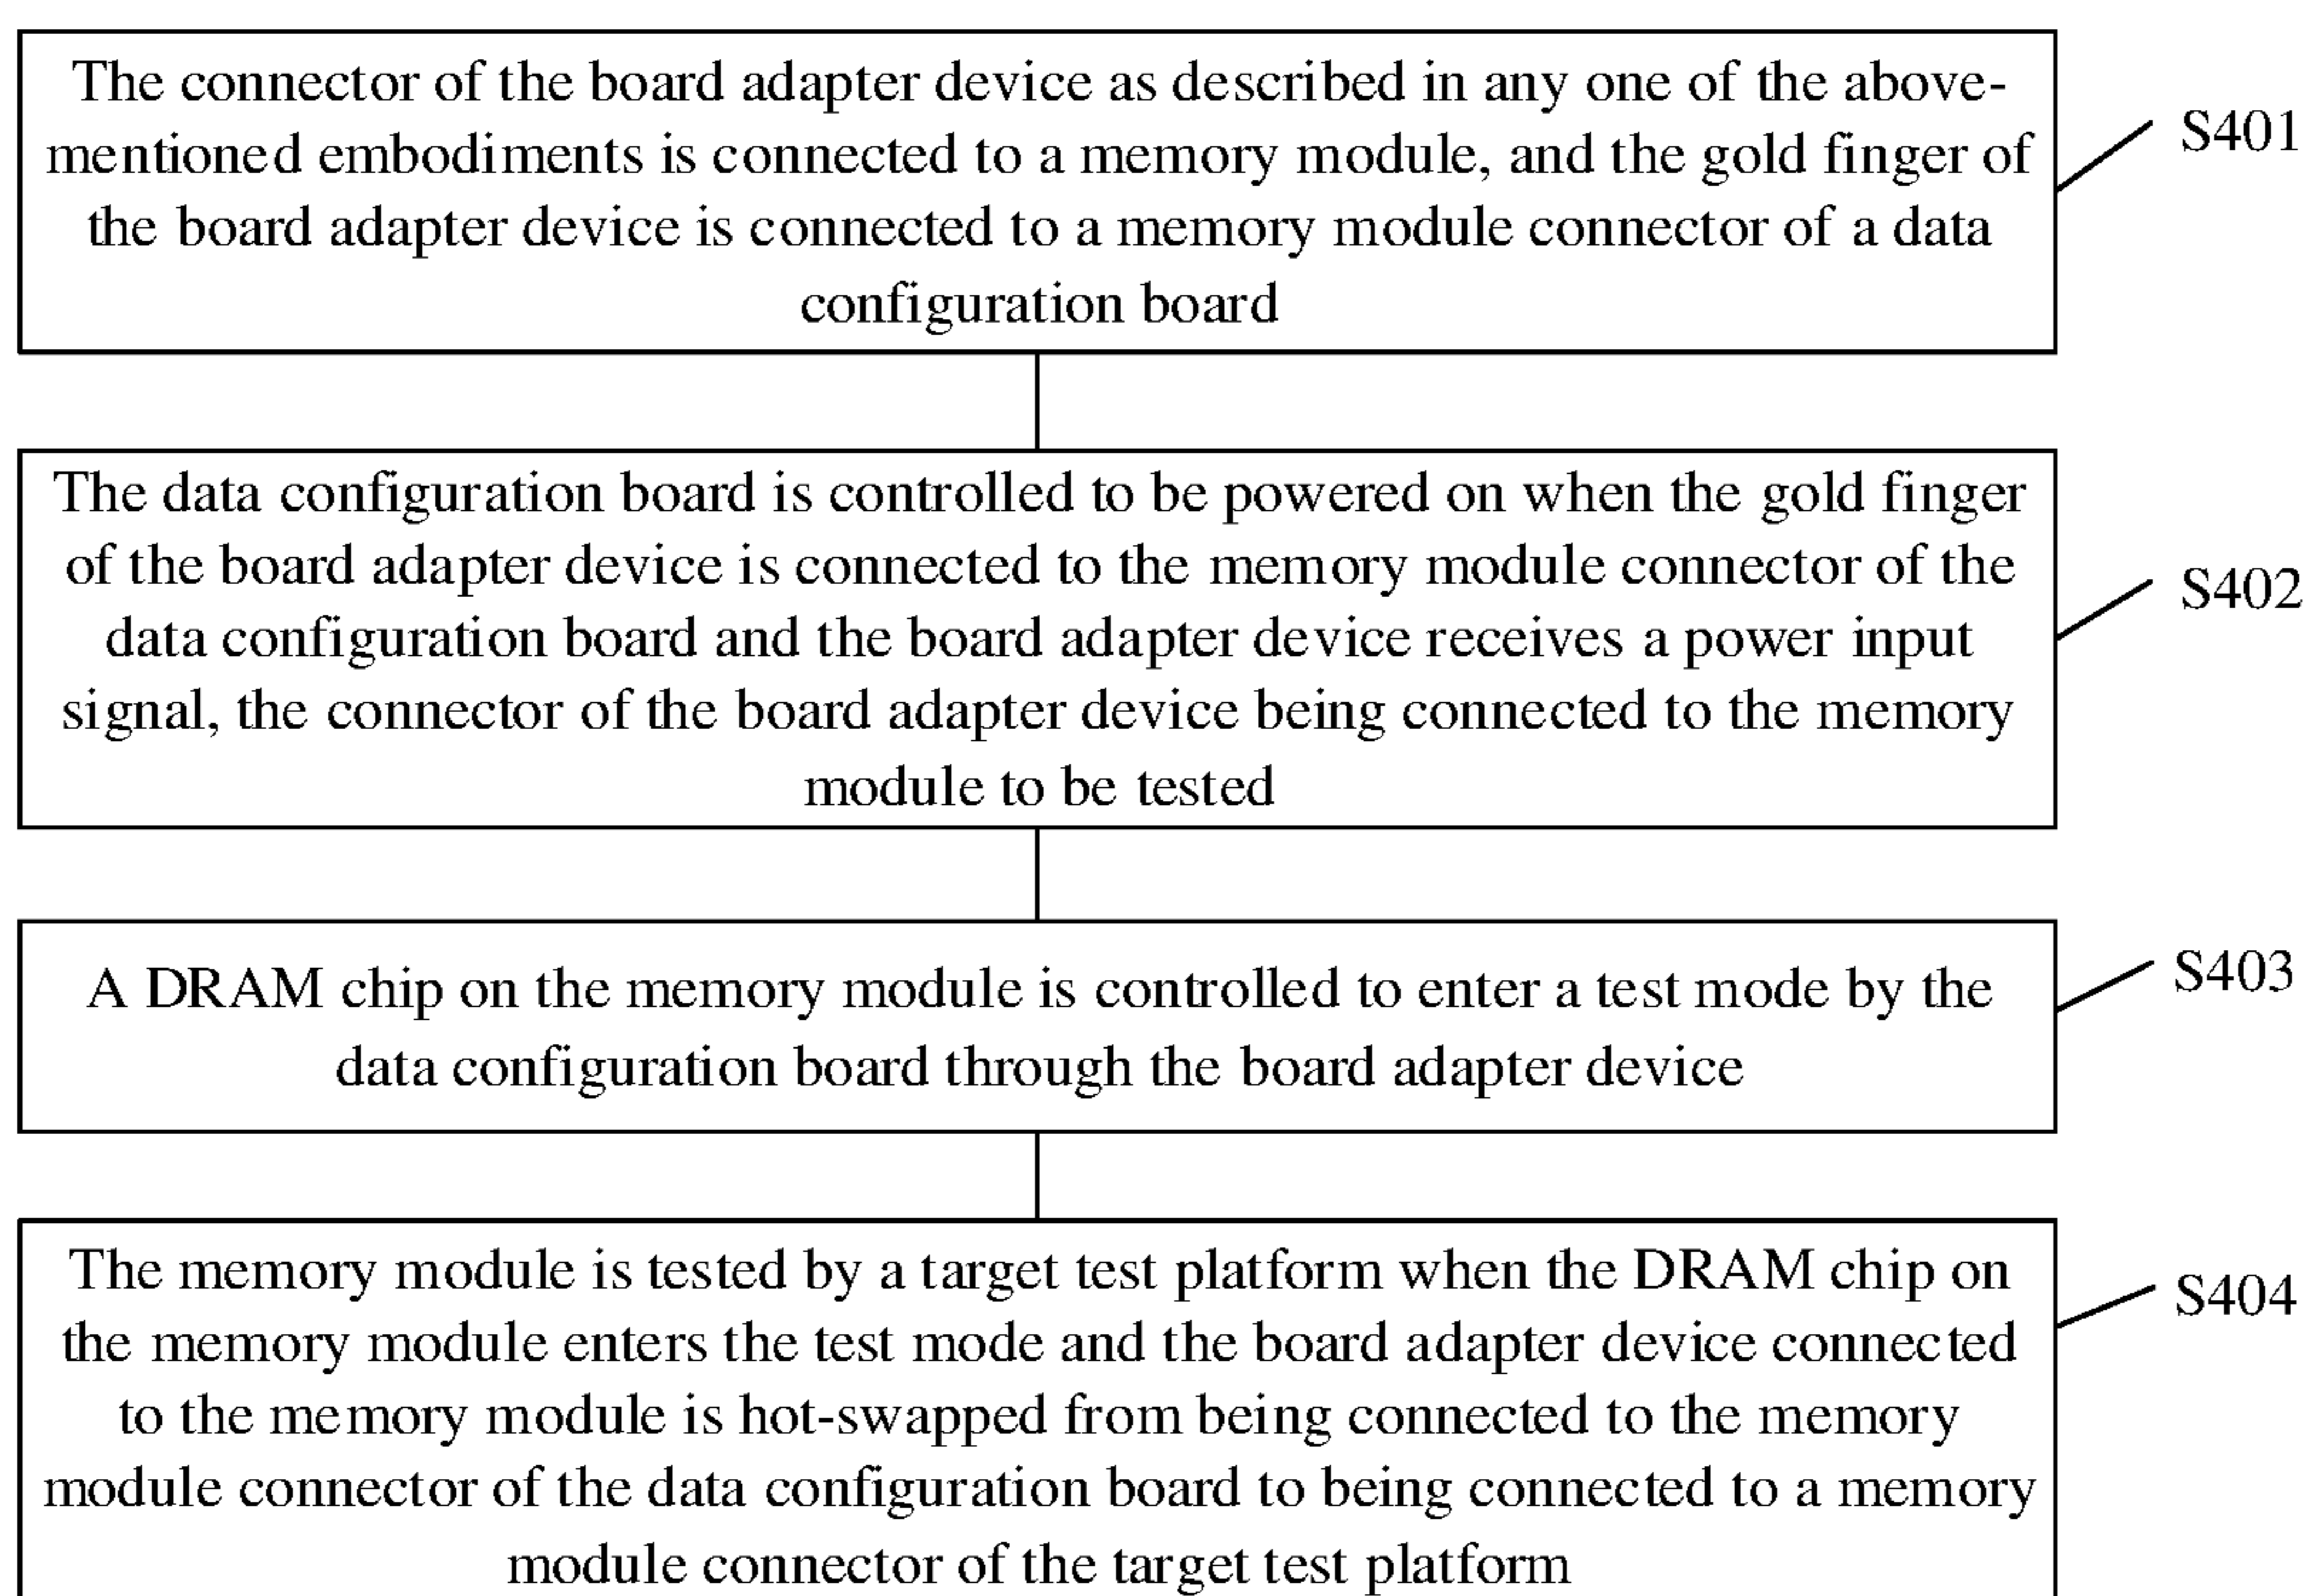 The connector of the board adapter device as described in any one of the above-
mentioned embodiments is connected to a memory module, and the gold finger of
the board adapter device is connected to a memory module connector of a data
configuration board
S401
The data configuration board is controlled to be powered on when the gold finger
of the board adapter device is connected to the memory module connector of the
data configuration board and the board adapter device receives a power input
signal, the connector of the board adapter device being connected to the memory
module to be tested
S402
A DRAM chip on the memory module is controlled to enter a test mode by the
data configuration board through the board adapter device
S403
The memory module is tested by a target test platform when the DRAM chip on
the memory module enters the test mode and the board adapter device connected
to the memory module is hot-swapped from being connected to the memory
module connector of the data configuration board to being connected to a memory
module connector of the target test platform
S404